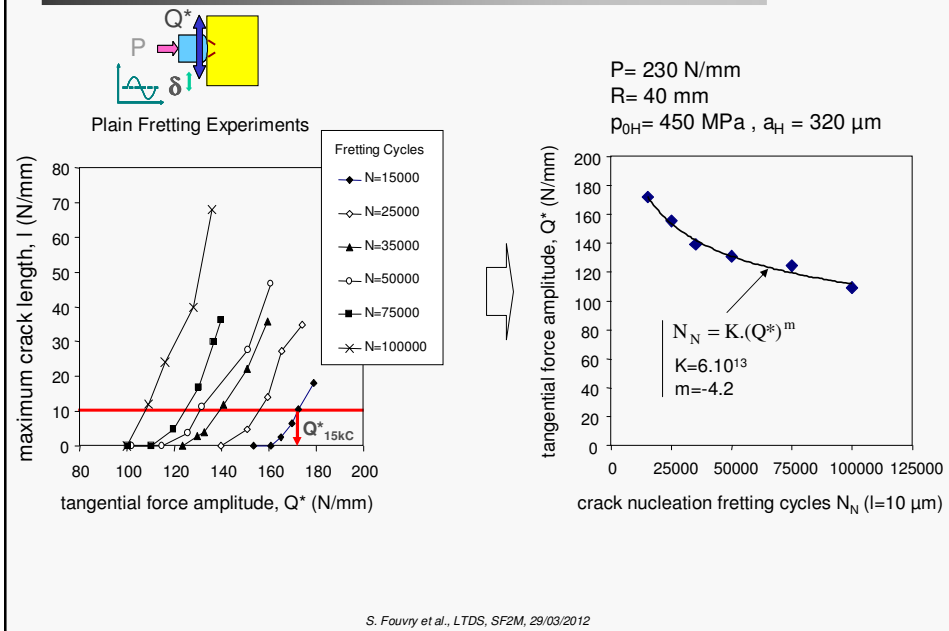 Q*
P
δ
Plain Fretting Experiments
P= 230 N/mm
R= 40 mm
p0H= 450 MPa , aH = 320 µm
Fretting Cycles
N=15000
N=25000
N=35000
N=50000
N=75000
N=100000
maximum crack length, l (N/mm)
80
70
60
50
40
30
20
10
0
Q*15kC
80 100 120 140 160 180 200
tangential force amplitude, Q* (N/mm)
tangential force amplitude, Q* (N/mm)
200
180
160
140
120
100
80
60
40
20
0
NN = K.(Q*)m
K=6.1013
m=-4.2
0 25000 50000 75000 100000 125000
crack nucleation fretting cycles NN (l=10 µm)
S. Fouvry et al., LTDS, SF2M, 29/03/2012